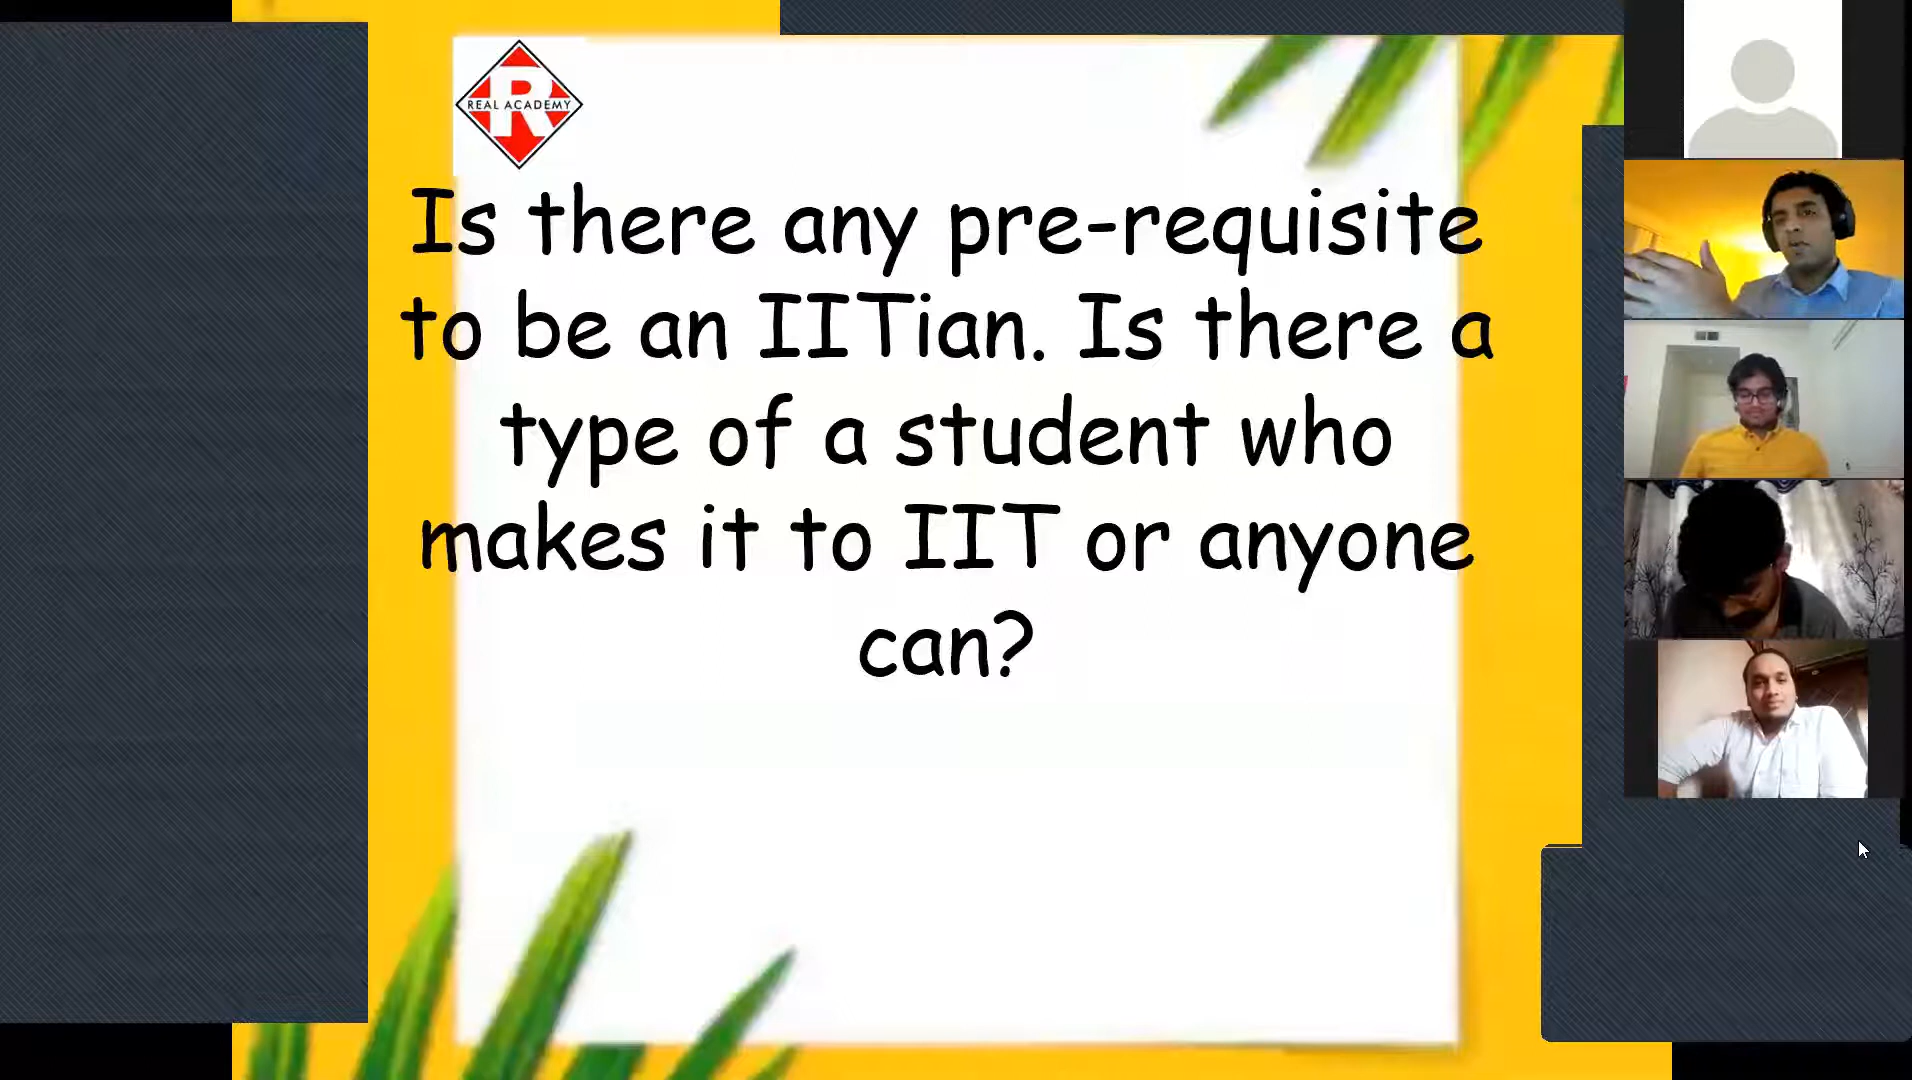 REAL ACADEMY
R
Is there any pre-requisite
to be an IITian. Is there a
type of a student who
makes it to IIT or anyone
can?